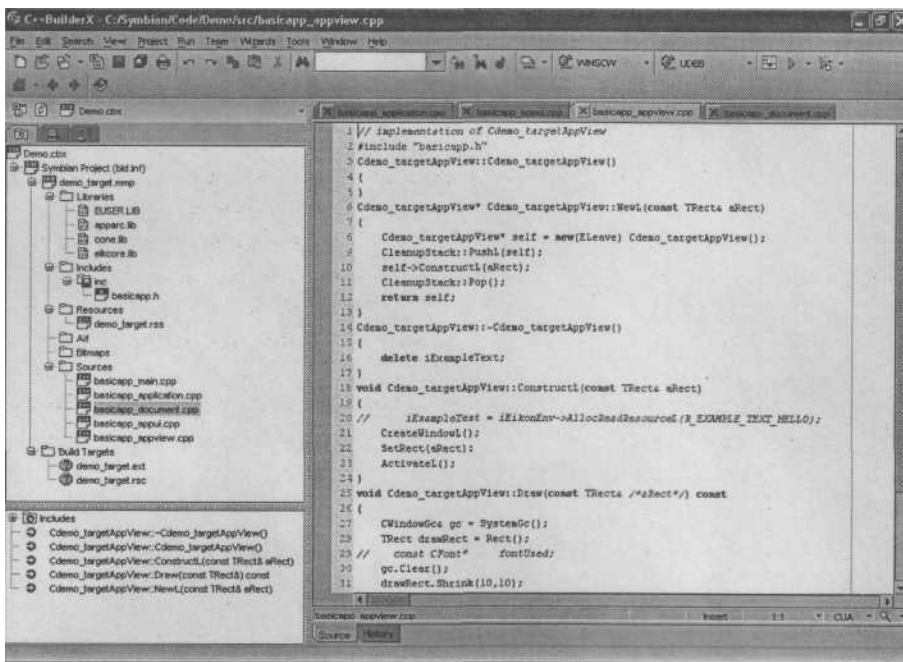 C++BuilderX - C:/Symbian/Code/Demo/src/basicapp_appview.cpp
File Edit Search View Project Run Team Wizards Tools Window Help
WINSCW UDEB
Demo.cbx
basicapp_application.cpp basicapp_appui.cpp basicapp_appview.cpp basicapp_document.cpp
Demo.cbx
Symbian Project (bld.inf)
demo_target.mmp
Libraries
EUSER.LIB
apparc.lib
cone.lib
eikcore.lib
Includes
inc
basicapp.h
Resources
demo_target.rss
Aif
Bitmaps
Sources
basicapp_main.cpp
basicapp_application.cpp
basicapp_document.cpp
basicapp_appui.cpp
basicapp_appview.cpp
Build Targets
demo_target.ext
demo_target.rsc
Includes
Cdemo_targetAppView::~Cdemo_targetAppView()
Cdemo_targetAppView::Cdemo_targetAppView()
Cdemo_targetAppView::ConstructL(const TRect& aRect)
Cdemo_targetAppView::Draw(const TRect&) const
Cdemo_targetAppView::NewL(const TRect& aRect)
1 // implementation of Cdemo_targetAppView
2 #include "basicapp.h"
3 Cdemo_targetAppView::Cdemo_targetAppView()
4 {
5 }
6 Cdemo_targetAppView* Cdemo_targetAppView::NewL(const TRect& aRect)
7 {
8 Cdemo_targetAppView* self = new(ELeave) Cdemo_targetAppView();
9 CleanupStack::PushL(self);
10 self->ConstructL(aRect);
11 CleanupStack::Pop();
12 return self;
13 }
14 Cdemo_targetAppView::~Cdemo_targetAppView()
15 {
16 delete iExampleText;
17 }
18 void Cdemo_targetAppView::ConstructL(const TRect& aRect)
19 {
20 // iExampleText = iEikonEnv->AllocReadResourceL(R_EXAMPLE_TEXT_HELLO);
21 CreateWindowL();
22 SetRect(aRect);
23 ActivateL();
24 }
25 void Cdemo_targetAppView::Draw(const TRect& /*aRect*/) const
26 {
27 CWindowGc& gc = SystemGc();
28 TRect drawRect = Rect();
29 // const CFont* fontUsed;
30 gc.Clear();
31 drawRect.Shrink(10,10);
basicapp_appview.cpp Insert 1:1 CUA
Source History